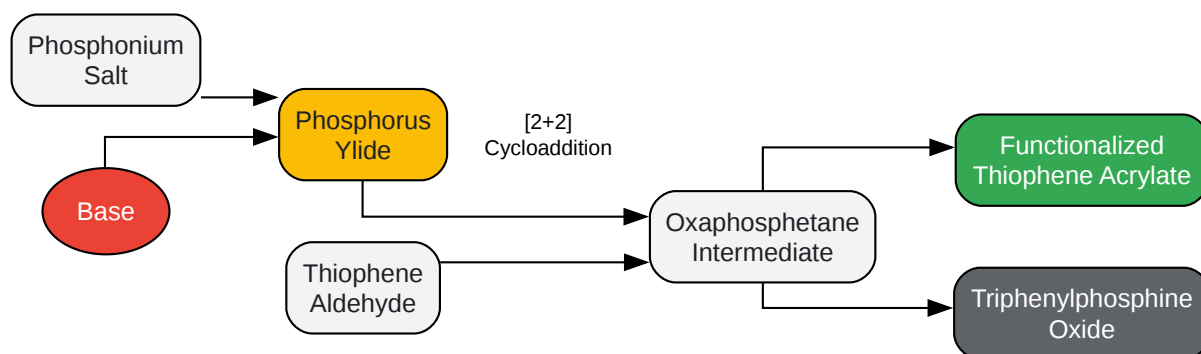 Phosphonium
Salt
Phosphorus
Ylide
[2+2]
Cycloaddition
Functionalized
Thiophene Acrylate
Base
Oxaphosphetane
Intermediate
Thiophene
Aldehyde
Triphenylphosphine
Oxide